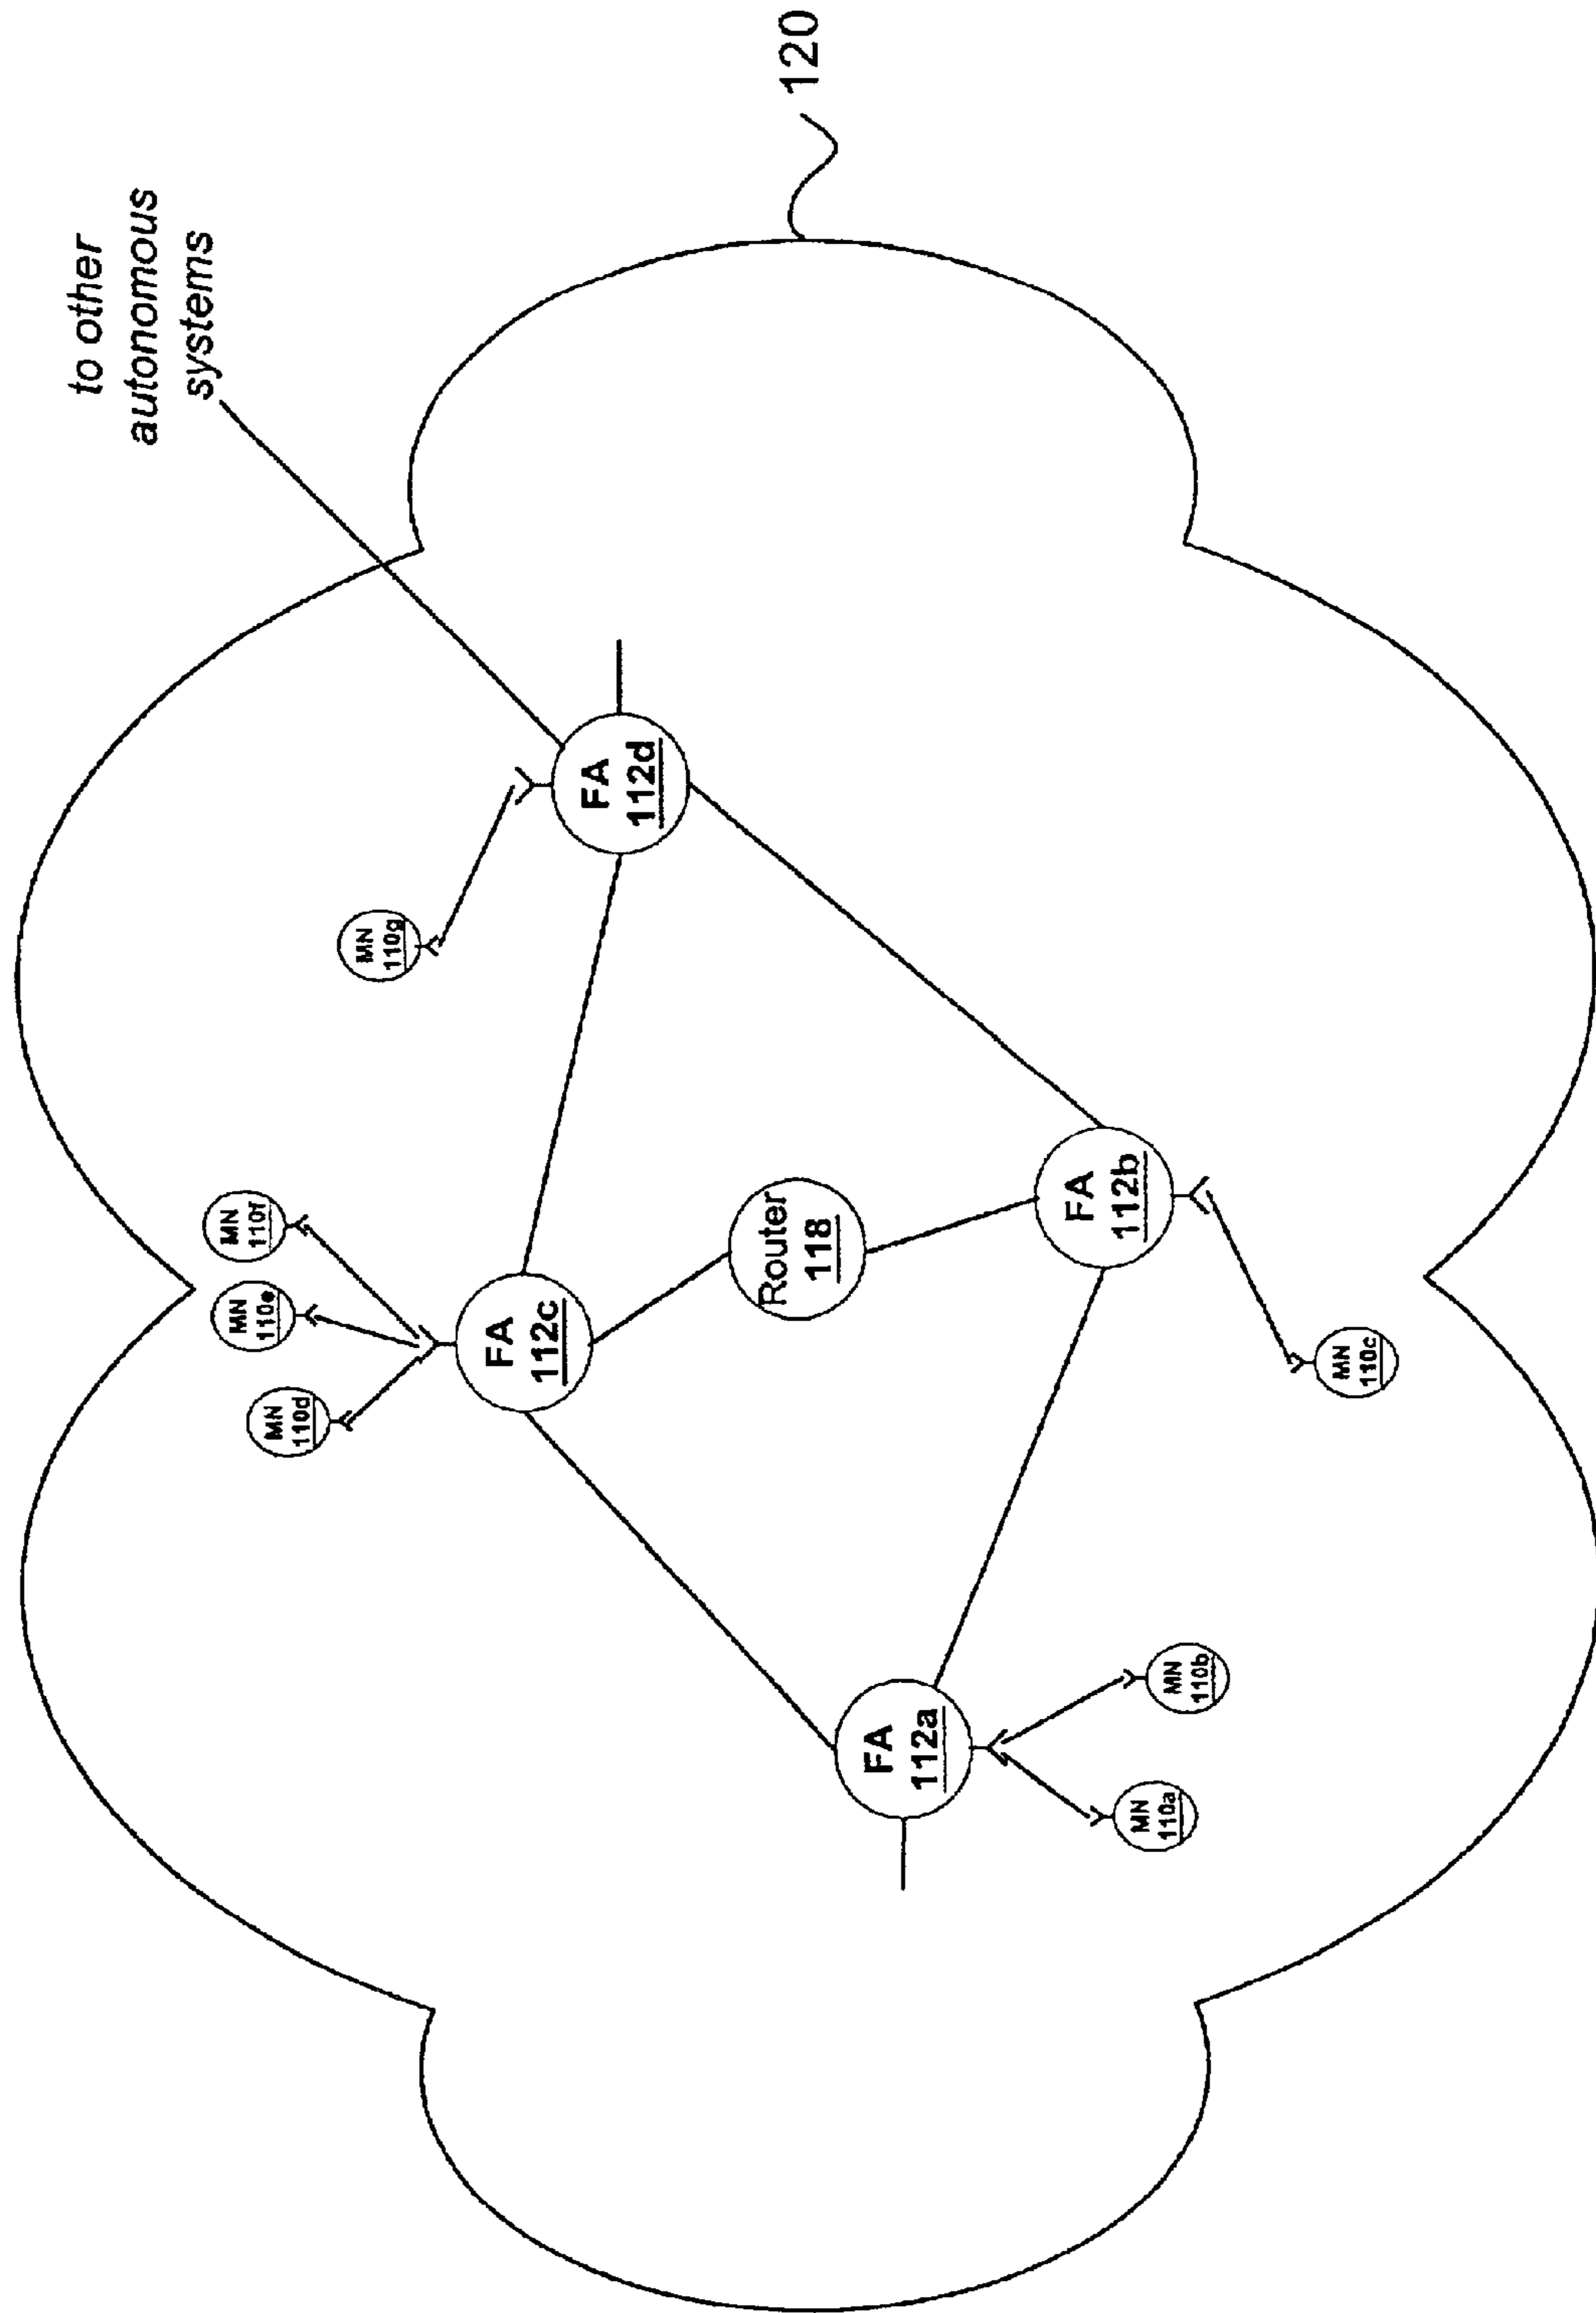 to other
autonomous
systems
120
MN
110d
MN
110e
MN
110f
MN
110g
FA
112c
FA
112d
Router
118
FA
112a
FA
112b
MN
110a
MN
110b
MN
110c